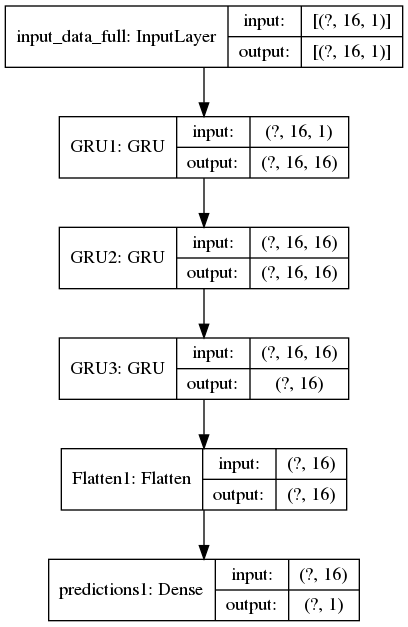 input_data_full: InputLayer
input: [(?, 16, 1)]
output: [(?, 16, 1)]
GRU1: GRU
input: (?, 16, 1)
output: (?, 16, 16)
GRU2: GRU
input: (?, 16, 16)
output: (?, 16, 16)
GRU3: GRU
input: (?, 16, 16)
output: (?, 16)
Flatten1: Flatten
input: (?, 16)
output: (?, 16)
predictions1: Dense
input: (?, 16)
output: (?, 1)